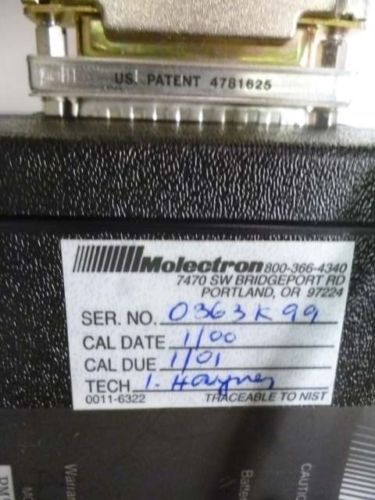 US. PATENT 4781625
Molectron 800-366-4340
7470 SW BRIDGEPORT RD
PORTLAND, OR 97224
SER. NO. 0363K99
CAL DATE 1/00
CAL DUE 1/01
TECH
0011-6322 TRACEABLE TO NIST